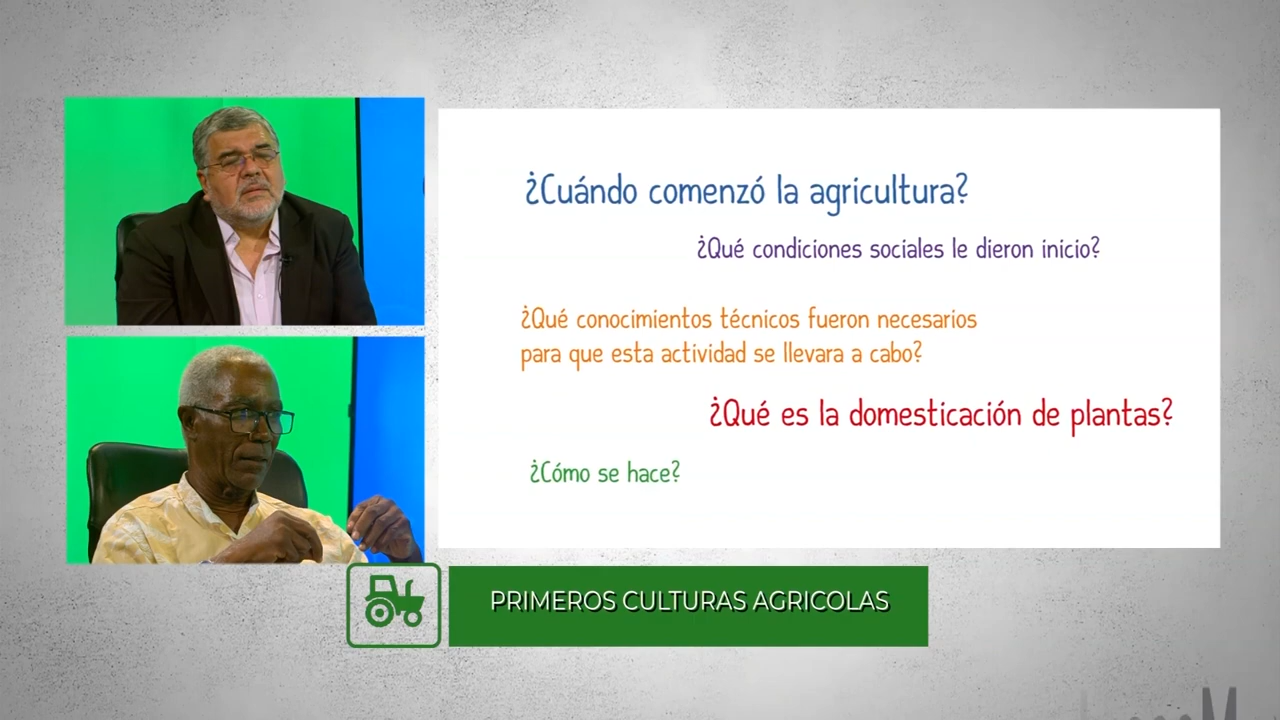 ¿Cuándo comenzó la agricultura?
¿Qué condiciones sociales le dieron inicio?
¿Qué conocimientos técnicos fueron necesarios
para que esta actividad se llevara a cabo?
¿Qué es la domesticación de plantas?
¿Cómo se hace?
PRIMEROS CULTURAS AGRICOLAS